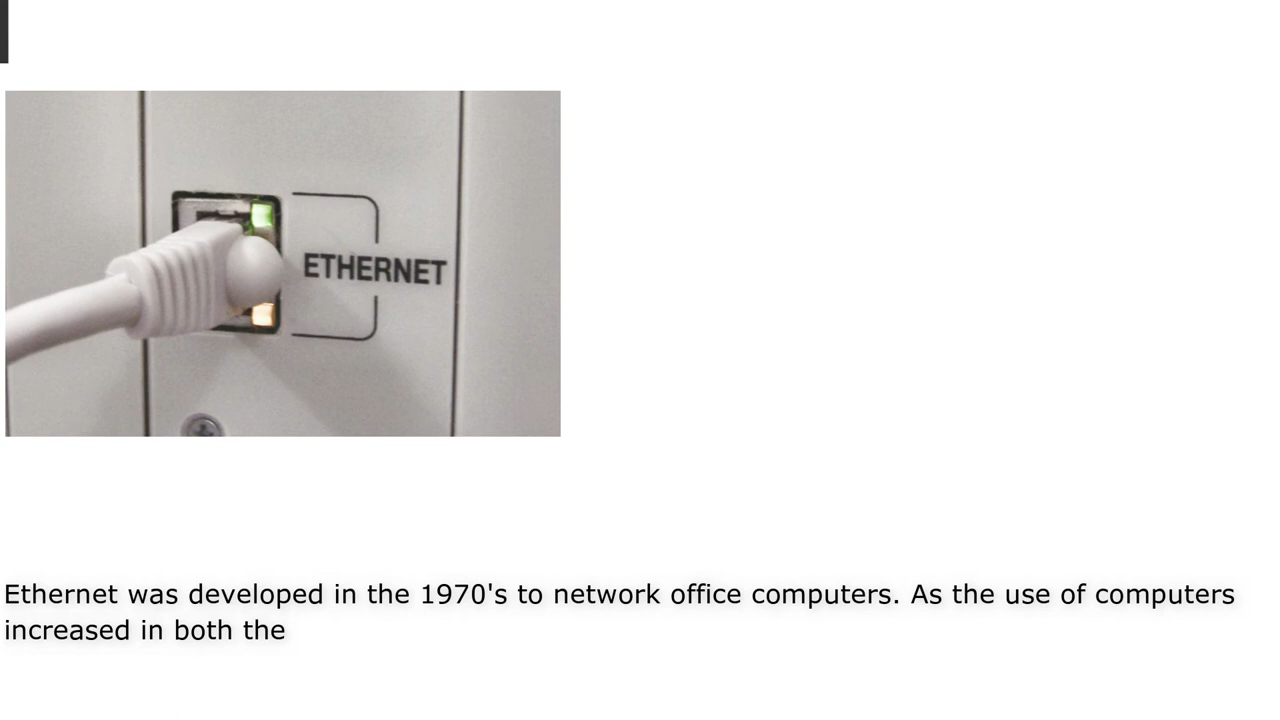 ETHERNET
Ethernet was developed in the 1970's to network office computers. As the use of computers
increased in both the